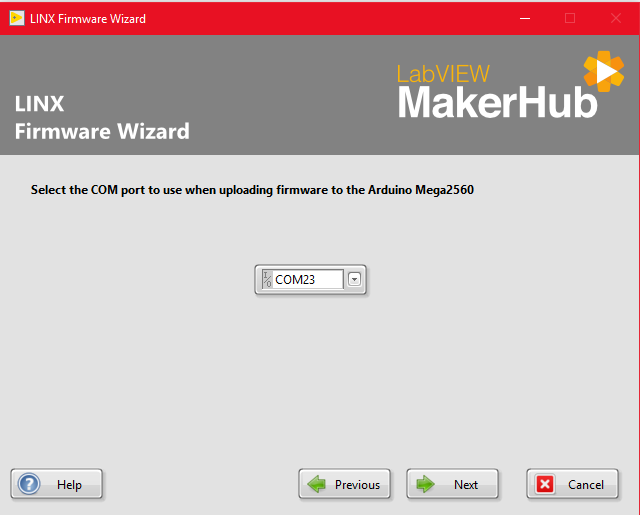 LINX Firmware Wizard
LabVIEW
MakerHub
LINX
Firmware Wizard
Select the COM port to use when uploading firmware to the Arduino Mega2560
I/O COM23
Help
Previous
Next
Cancel